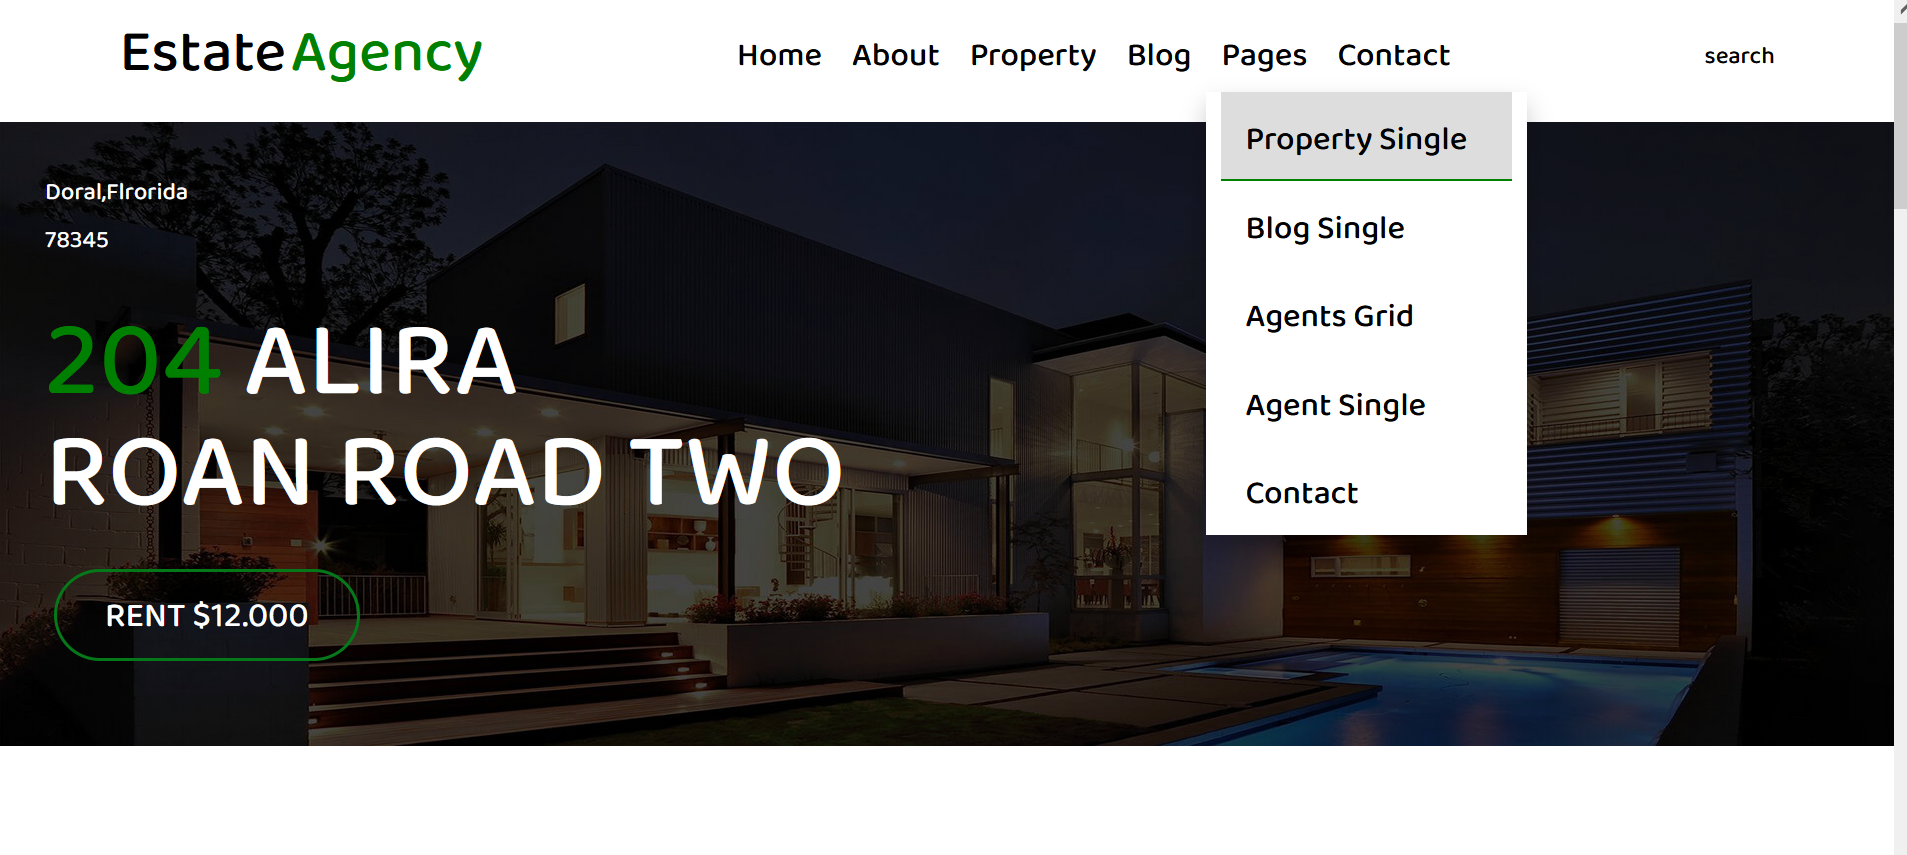 EstateAgency
Home About Property Blog Pages Contact
search
Property Single
Blog Single
Agents Grid
Agent Single
Contact
Doral,Flrorida
78345
204 ALIRA
ROAN ROAD TWO
RENT $12.000